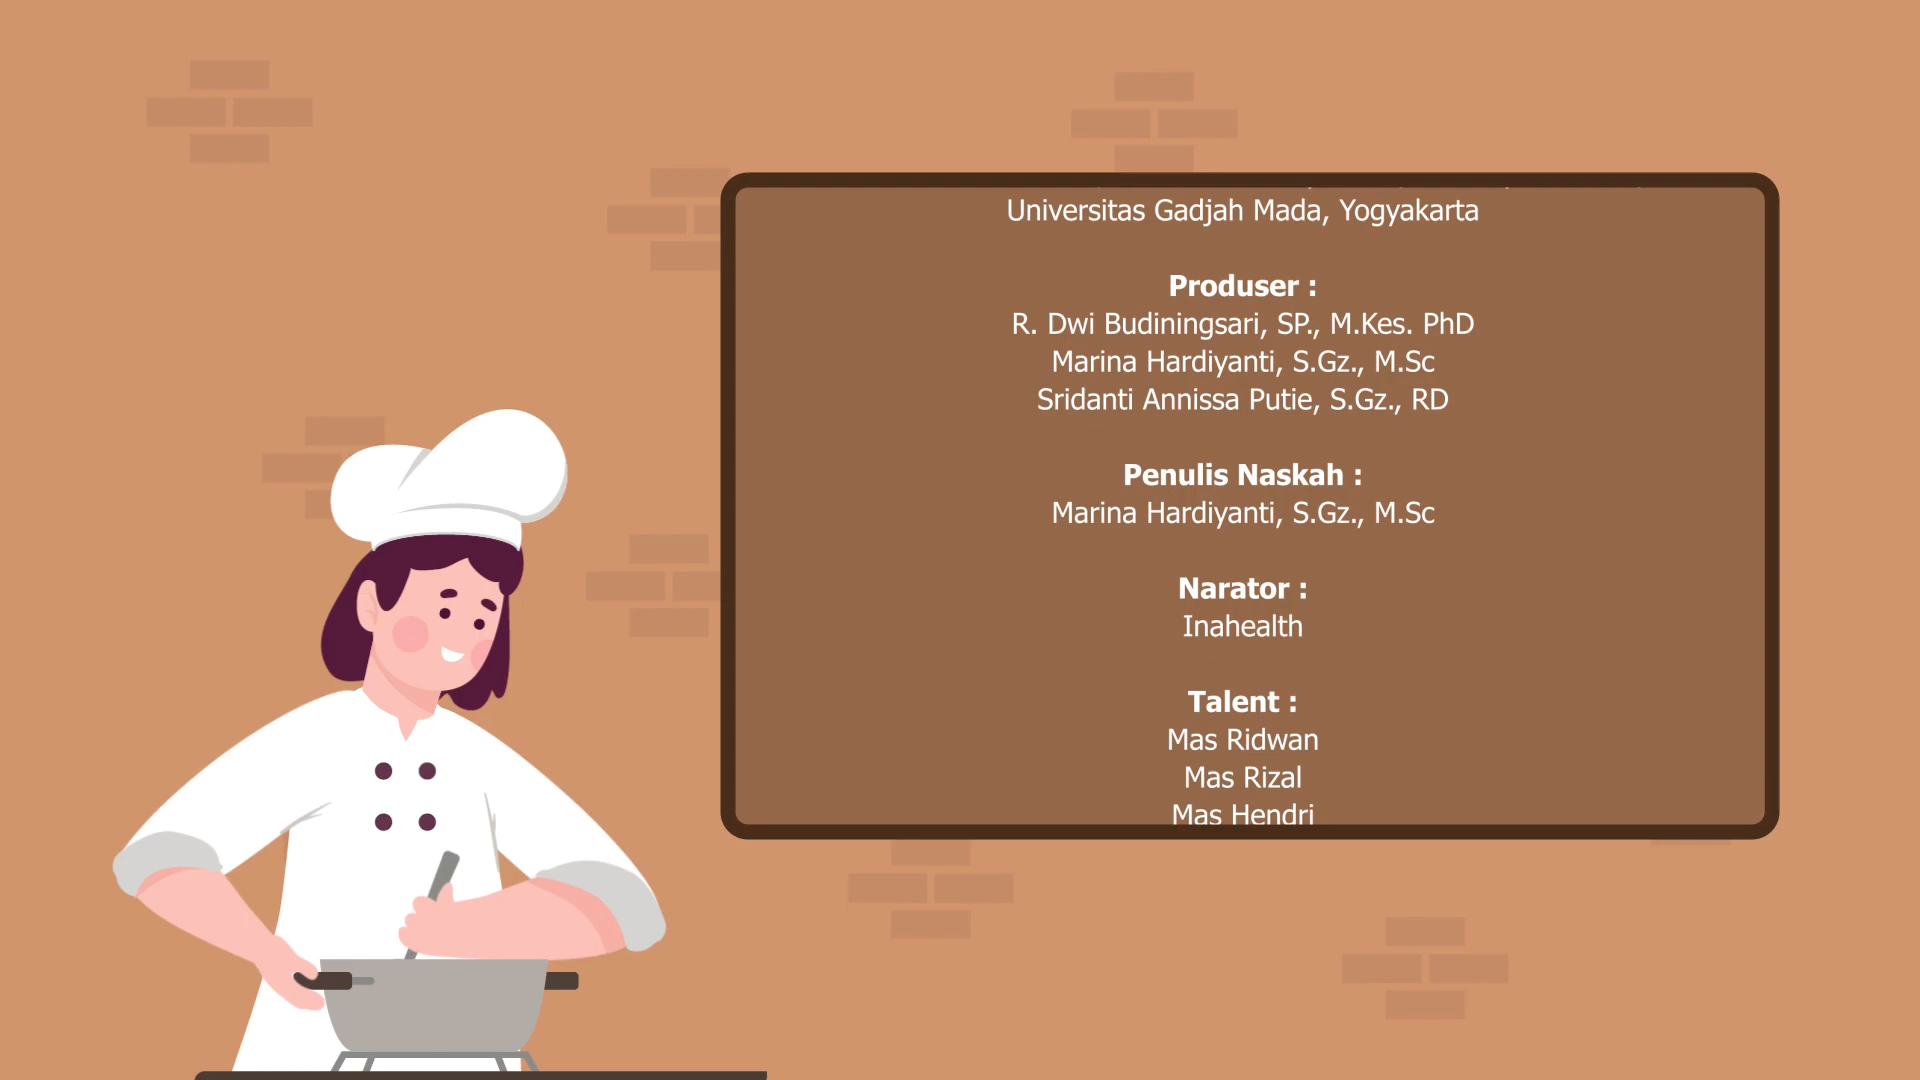 Universitas Gadjah Mada, Yogyakarta
Produser :
R. Dwi Budiningsari, SP., M.Kes. PhD
Marina Hardiyanti, S.Gz., M.Sc
Sridanti Annissa Putie, S.Gz., RD
Penulis Naskah :
Marina Hardiyanti, S.Gz., M.Sc
Narator :
Inahealth
Talent :
Mas Ridwan
Mas Rizal
Mas Hendri